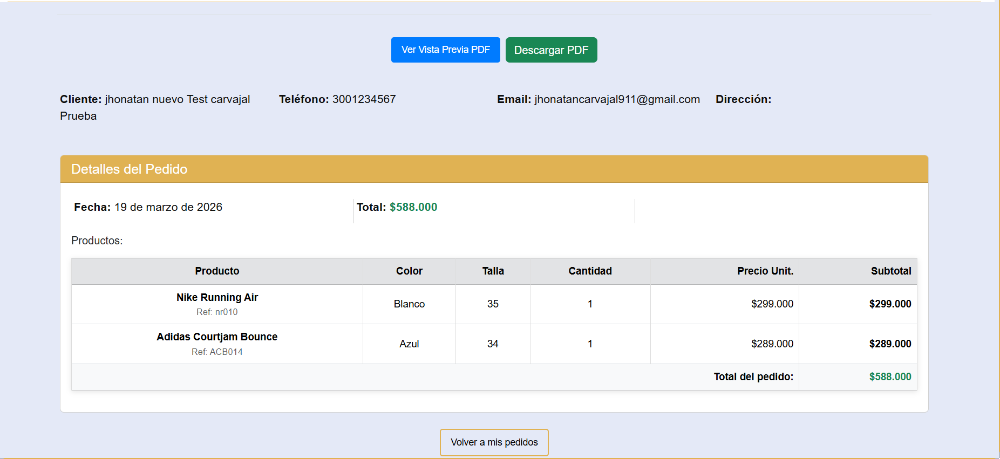 Ver Vista Previa PDF
Descargar PDF
Cliente: jhonatan nuevo Test carvajal
Prueba
Teléfono: 3001234567
Email: jhonatancarvajal911@gmail.com
Dirección:
Detalles del Pedido
Fecha: 19 de marzo de 2026
Total: $588.000
Productos:
Producto Color Talla Cantidad Precio Unit. Subtotal
Nike Running Air
Ref: nr010
Blanco 35 1 $299.000 $299.000
Adidas Courtjam Bounce
Ref: ACB014
Azul 34 1 $289.000 $289.000
Total del pedido: $588.000
Volver a mis pedidos